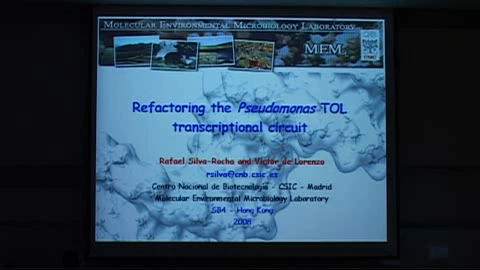 MOLECULAR ENVIRONMENTAL MICROBIOLOGY LABORATORY
MEM
Refactoring the Pseudomonas TOL
transcriptional circuit
Rafael Silva-Rocha and Víctor de Lorenzo
rsilva@cnb.csic.es
Centro Nacional de Biotecnología - CSIC - Madrid
Molecular Environmental Microbiology Laboratory
SB4 - Hong Kong
2008